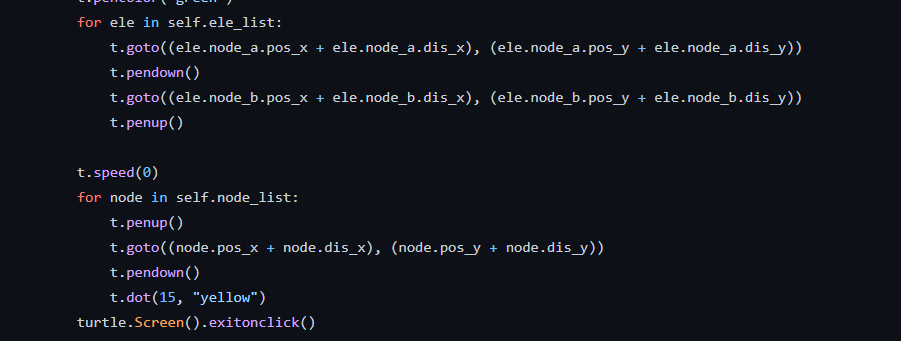 t.pencolor("green")
for ele in self.ele_list:
    t.goto((ele.node_a.pos_x + ele.node_a.dis_x), (ele.node_a.pos_y + ele.node_a.dis_y))
    t.pendown()
    t.goto((ele.node_b.pos_x + ele.node_b.dis_x), (ele.node_b.pos_y + ele.node_b.dis_y))
    t.penup()

t.speed(0)
for node in self.node_list:
    t.penup()
    t.goto((node.pos_x + node.dis_x), (node.pos_y + node.dis_y))
    t.pendown()
    t.dot(15, "yellow")
turtle.Screen().exitonclick()